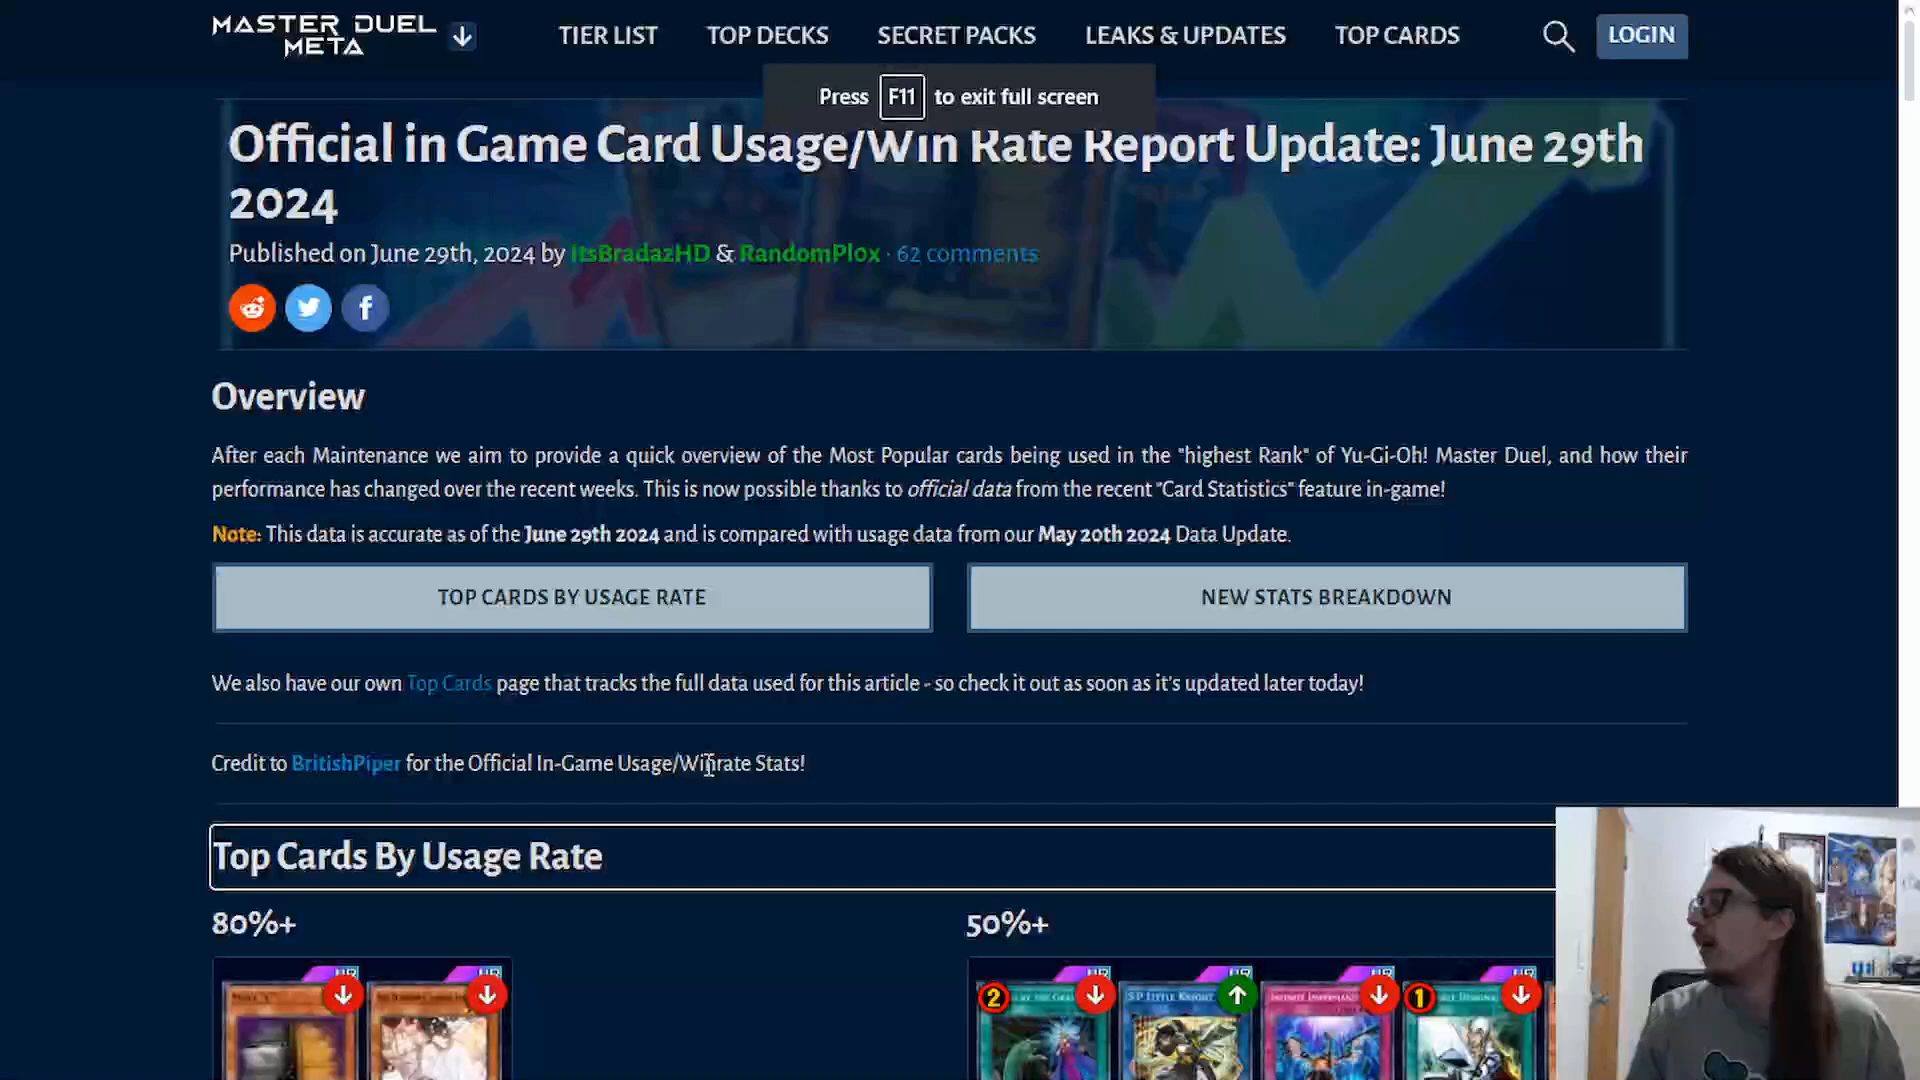 MASTER DUEL
META
TIER LIST
TOP DECKS
SECRET PACKS
LEAKS & UPDATES
TOP CARDS
LOGIN
Press F11 to exit full screen
Official in Game Card Usage/Win Rate Report Update: June 29th
2024
Published on June 29th, 2024 by ItsBradazHD & RandomPl0x · 62 comments
Overview
After each Maintenance we aim to provide a quick overview of the Most Popular cards being used in the "highest Rank" of Yu-Gi-Oh! Master Duel, and how their
performance has changed over the recent weeks. This is now possible thanks to official data from the recent "Card Statistics" feature in-game!
Note: This data is accurate as of the June 29th 2024 and is compared with usage data from our May 20th 2024 Data Update.
TOP CARDS BY USAGE RATE
NEW STATS BREAKDOWN
We also have our own Top Cards page that tracks the full data used for this article - so check it out as soon as it's updated later today!
Credit to BritishPiper for the Official In-Game Usage/Winrate Stats!
Top Cards By Usage Rate
80%+
50%+
UR
UR
UR
UR
UR
UR
2
S:P LITTLE KNIGHT
1